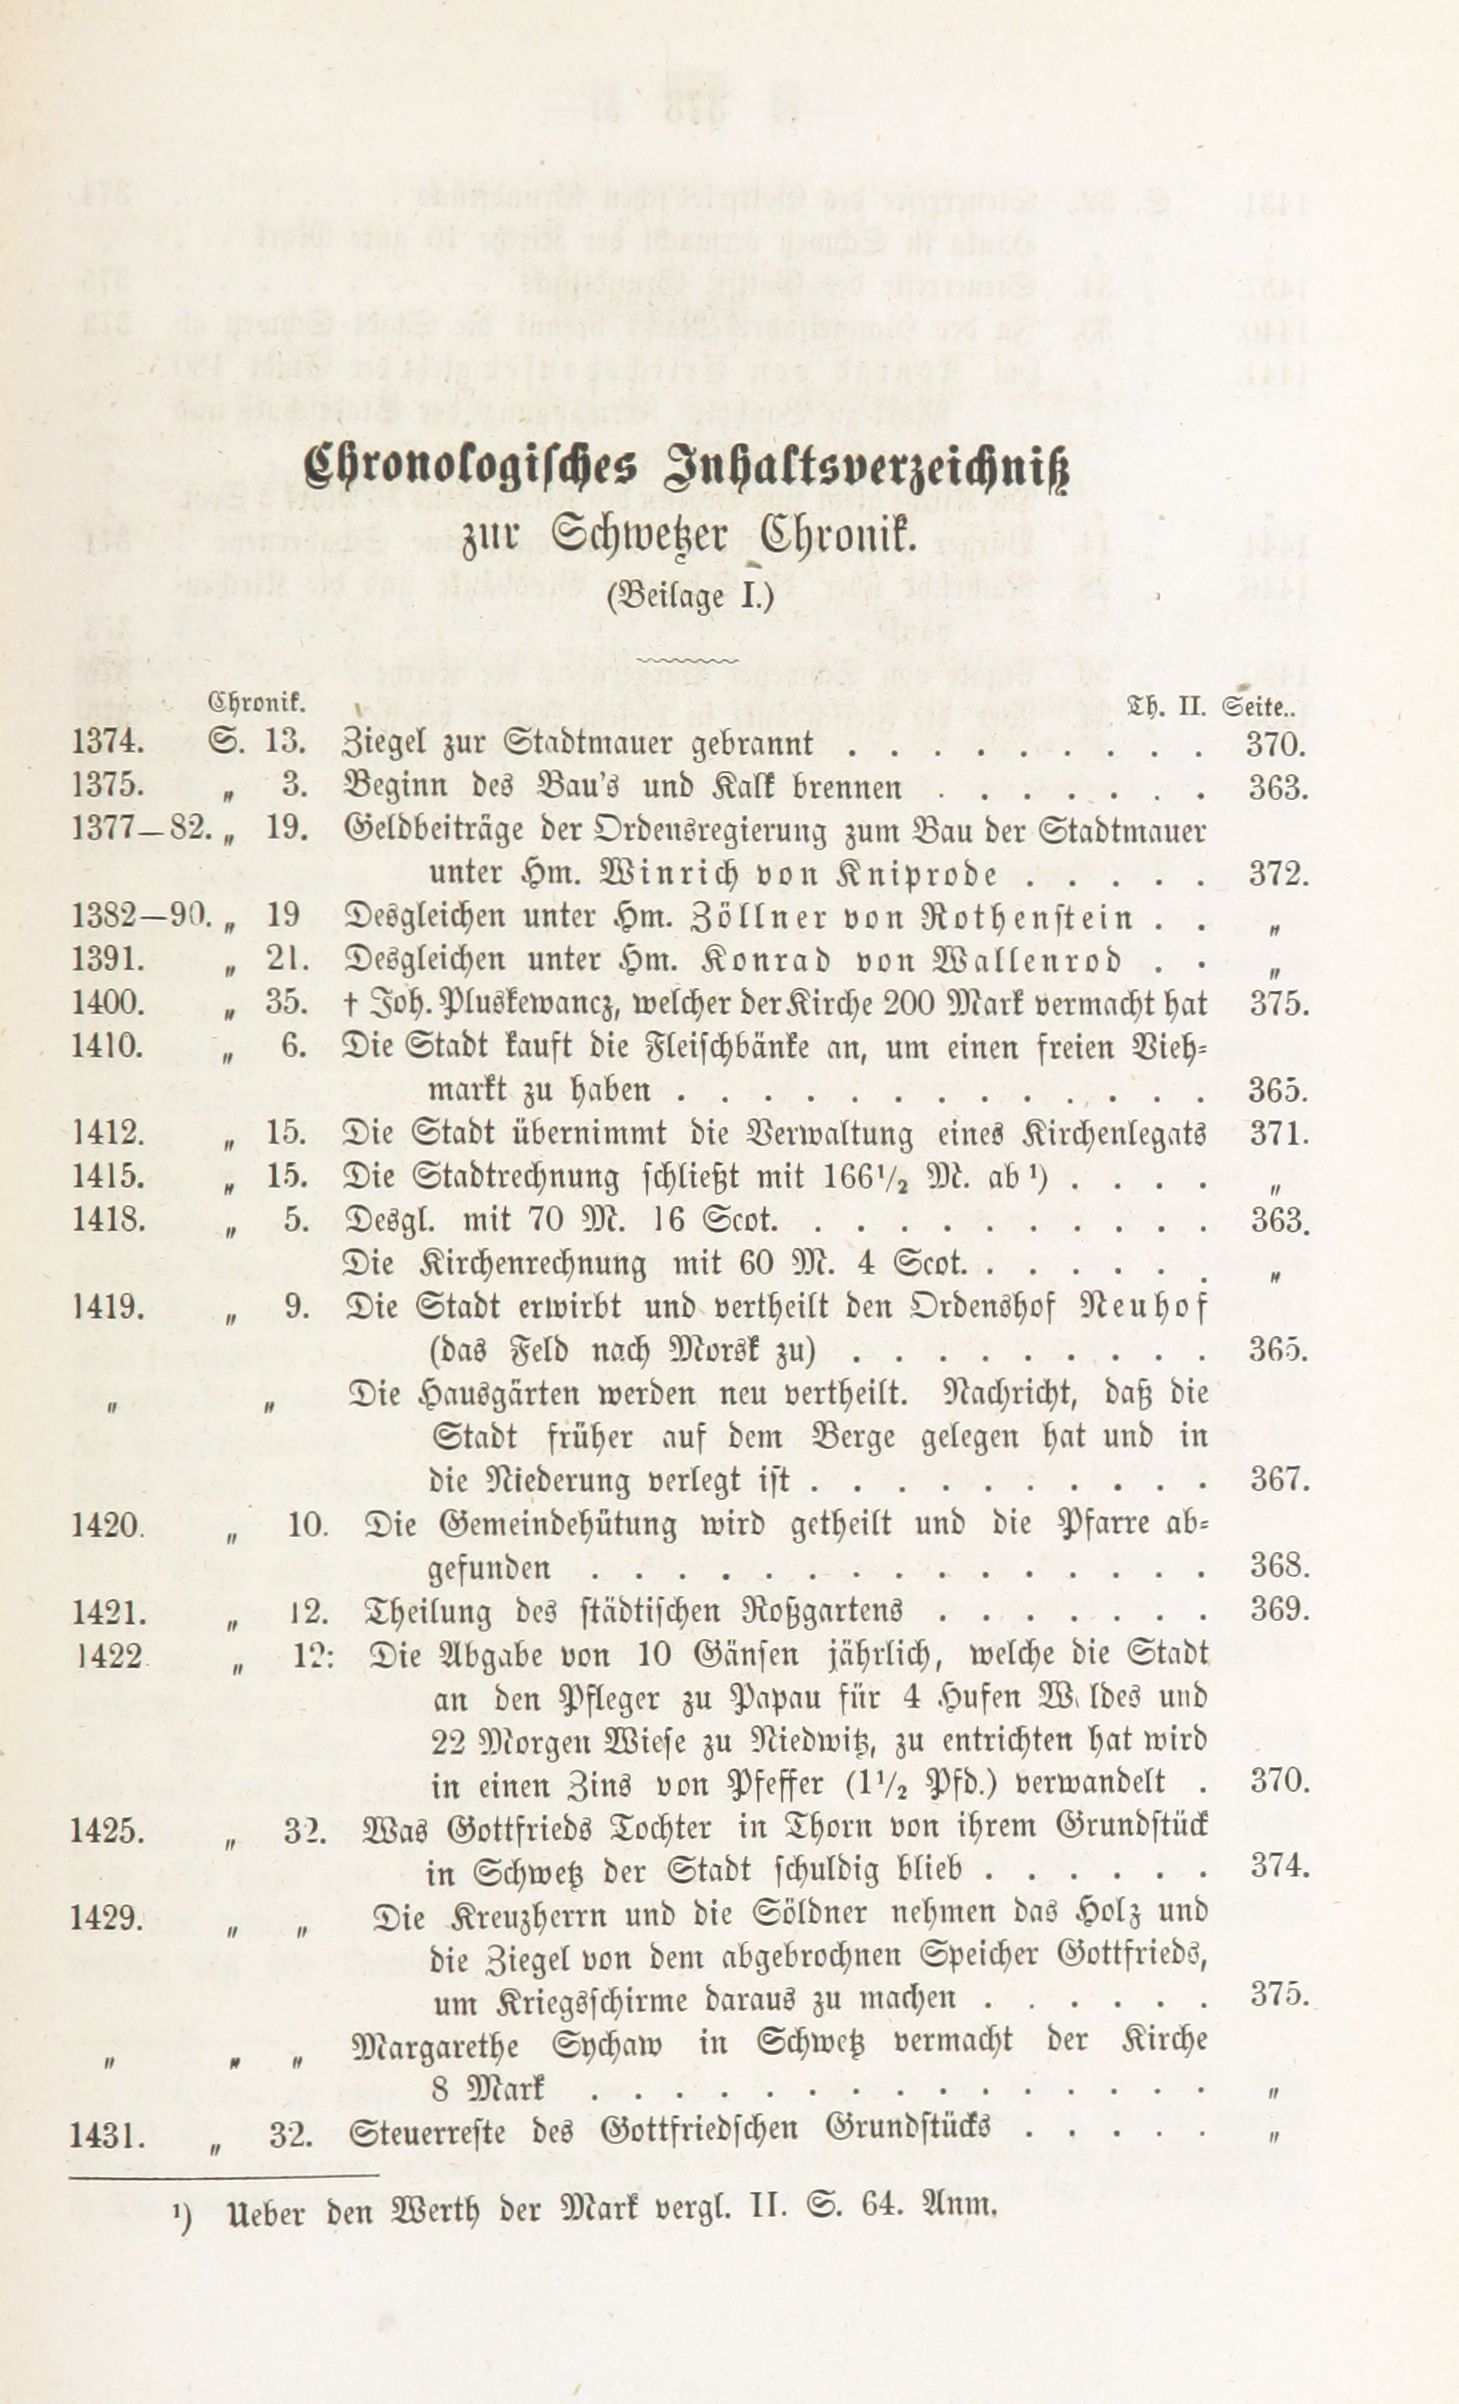 Chronologisches Inhaltsverzeichniß
zur Schwetzer Chronik.
(Beilage I.)
Chronik. Th. II. Seite..
1374. S. 13. Ziegel zur Stadtmauer gebrannt . . . . . . . . . 370.
1375. „ 3. Beginn des Bau's und Kalk brennen . . . . . . . 363.
1377—82. „ 19. Geldbeiträge der Ordensregierung zum Bau der Stadtmauer
unter Hm. Winrich von Kniprode . . . . . 372.
1382—90. „ 19 Desgleichen unter Hm. Zöllner von Rothenstein . . „
1391. „ 21. Desgleichen unter Hm. Konrad von Wallenrod . . „
1400. „ 35. † Joh. Pluskewancz, welcher der Kirche 200 Mark vermacht hat 375.
1410. „ 6. Die Stadt kauft die Fleischbänke an, um einen freien Vieh-
markt zu haben . . . . . . . . . . . . . 365.
1412. „ 15. Die Stadt übernimmt die Verwaltung eines Kirchenlegats 371.
1415. „ 15. Die Stadtrechnung schließt mit 166½ M. ab ¹) . . . . „
1418. „ 5. Desgl. mit 70 M. 16 Scot. . . . . . . . . . . 363.
Die Kirchenrechnung mit 60 M. 4 Scot. . . . . . . „
1419. „ 9. Die Stadt erwirbt und vertheilt den Ordenshof Neuhof
(das Feld nach Morsk zu) . . . . . . . . . 365.
„ „ Die Hausgärten werden neu vertheilt. Nachricht, daß die
Stadt früher auf dem Berge gelegen hat und in
die Niederung verlegt ist . . . . . . . . . . 367.
1420. „ 10. Die Gemeindehütung wird getheilt und die Pfarre ab-
gefunden . . . . . . . . . . . . . . . 368.
1421. „ 12. Theilung des städtischen Roßgartens . . . . . . . 369.
1422 „ 12: Die Abgabe von 10 Gänsen jährlich, welche die Stadt
an den Pfleger zu Papau für 4 Hufen W ldes und
22 Morgen Wiese zu Niedwitz, zu entrichten hat wird
in einen Zins von Pfeffer (1½ Pfd.) verwandelt . 370.
1425. „ 32. Was Gottfrieds Tochter in Thorn von ihrem Grundstück
in Schwetz der Stadt schuldig blieb . . . . . . 374.
1429. „ „ Die Kreuzherrn und die Söldner nehmen das Holz und
die Ziegel von dem abgebrochnen Speicher Gottfrieds,
um Kriegsschirme daraus zu machen . . . . . . 375.
„ „ „ Margarethe Sychaw in Schwetz vermacht der Kirche
8 Mark . . . . . . . . . . . . . . . „
1431. „ 32. Steuerreste des Gottfriedschen Grundstücks . . . . . „
¹) Ueber den Werth der Mark vergl. II. S. 64. Anm.